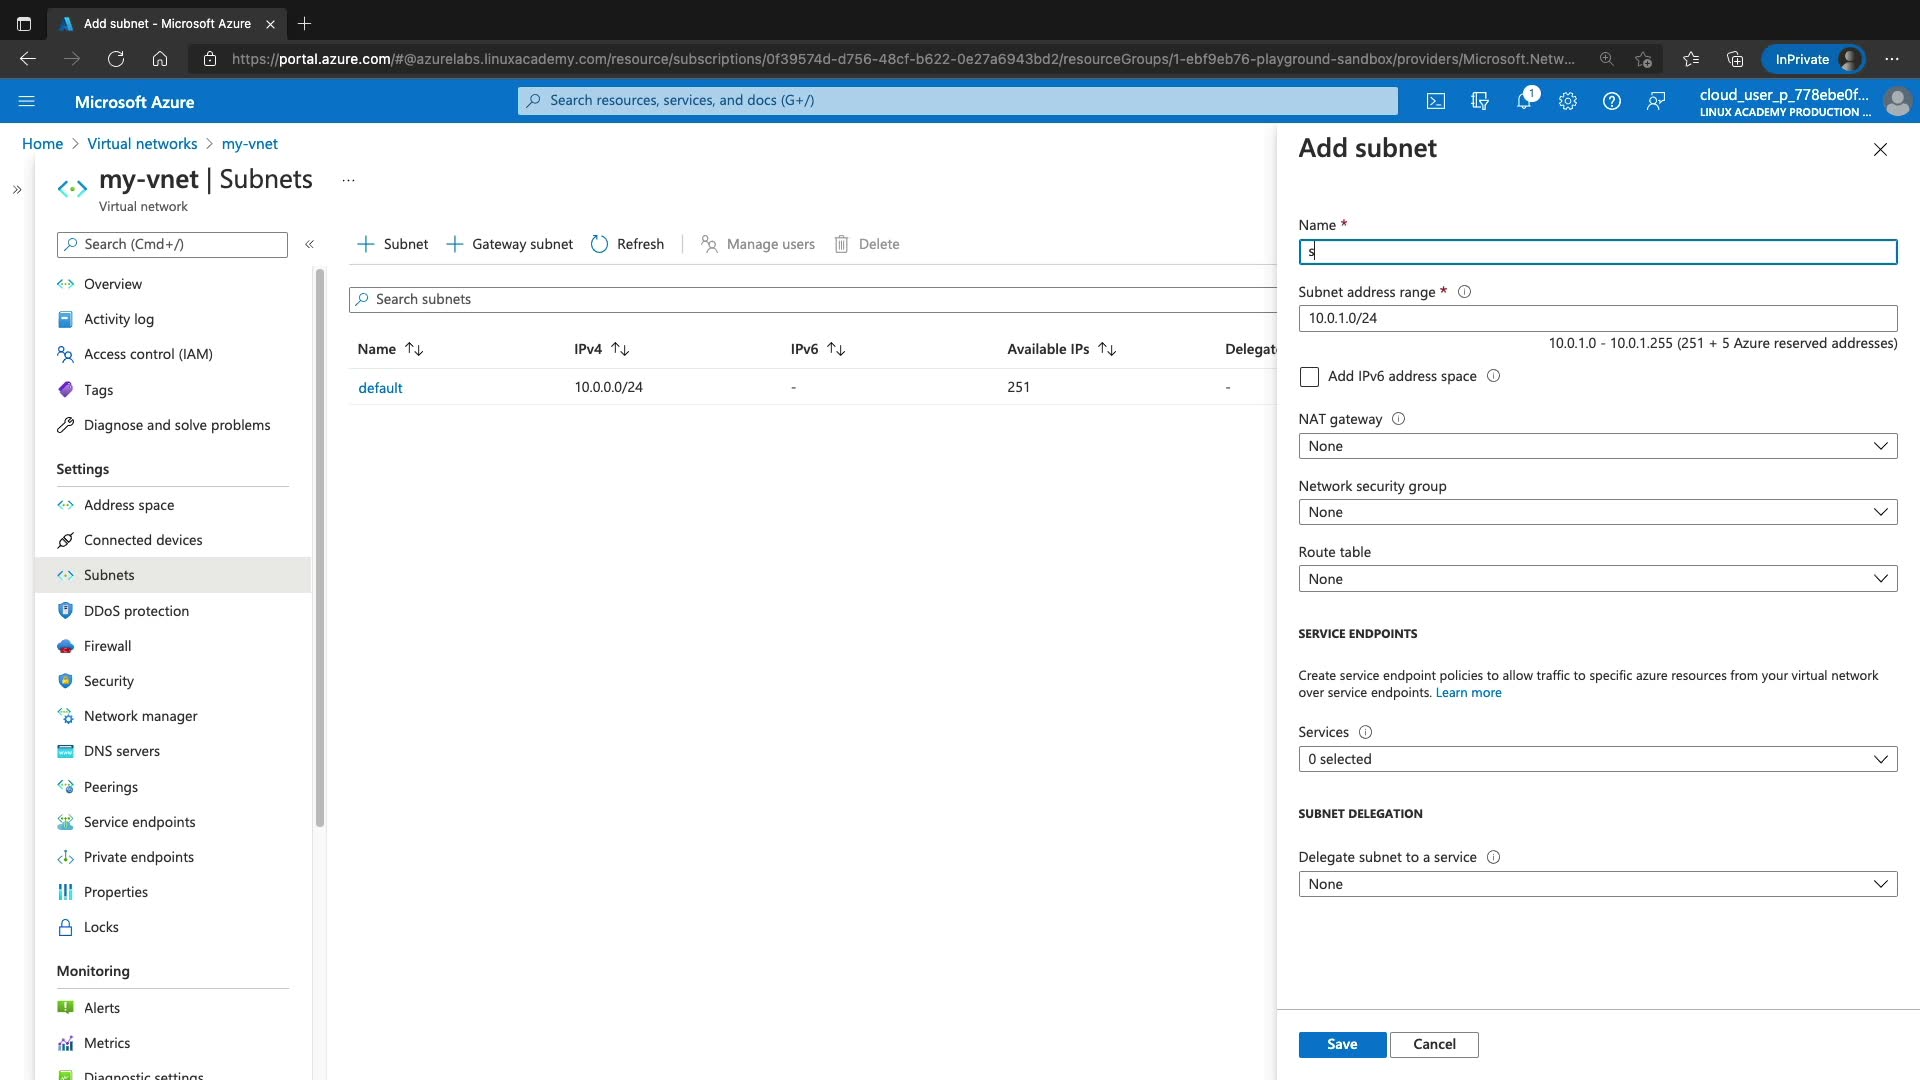 Add subnet - Microsoft Azure
https://portal.azure.com/#@azurelabs.linuxacademy.com/resource/subscriptions/0f39574d-d756-48cf-b622-0e27a6943bd2/resourceGroups/1-ebf9eb76-playground-sandbox/providers/Microsoft.Netw...
InPrivate
Microsoft Azure
Search resources, services, and docs (G+/)
1
cloud_user_p_778ebe0f...
LINUX ACADEMY PRODUCTION ...
Home > Virtual networks > my-vnet
my-vnet | Subnets ...
Virtual network
Search (Cmd+/)
Overview
Activity log
Access control (IAM)
Tags
Diagnose and solve problems
Settings
Address space
Connected devices
Subnets
DDoS protection
Firewall
Security
Network manager
DNS servers
Peerings
Service endpoints
Private endpoints
Properties
Locks
Monitoring
Alerts
Metrics
Diagnostic settings
+ Subnet + Gateway subnet Refresh Manage users Delete
Search subnets
Name IPv4 IPv6 Available IPs Delegat
default 10.0.0.0/24 - 251 -
Add subnet
Name *
s
Subnet address range *
10.0.1.0/24
10.0.1.0 - 10.0.1.255 (251 + 5 Azure reserved addresses)
Add IPv6 address space
NAT gateway
None
Network security group
None
Route table
None
SERVICE ENDPOINTS
Create service endpoint policies to allow traffic to specific azure resources from your virtual network
over service endpoints. Learn more
Services
0 selected
SUBNET DELEGATION
Delegate subnet to a service
None
Save Cancel